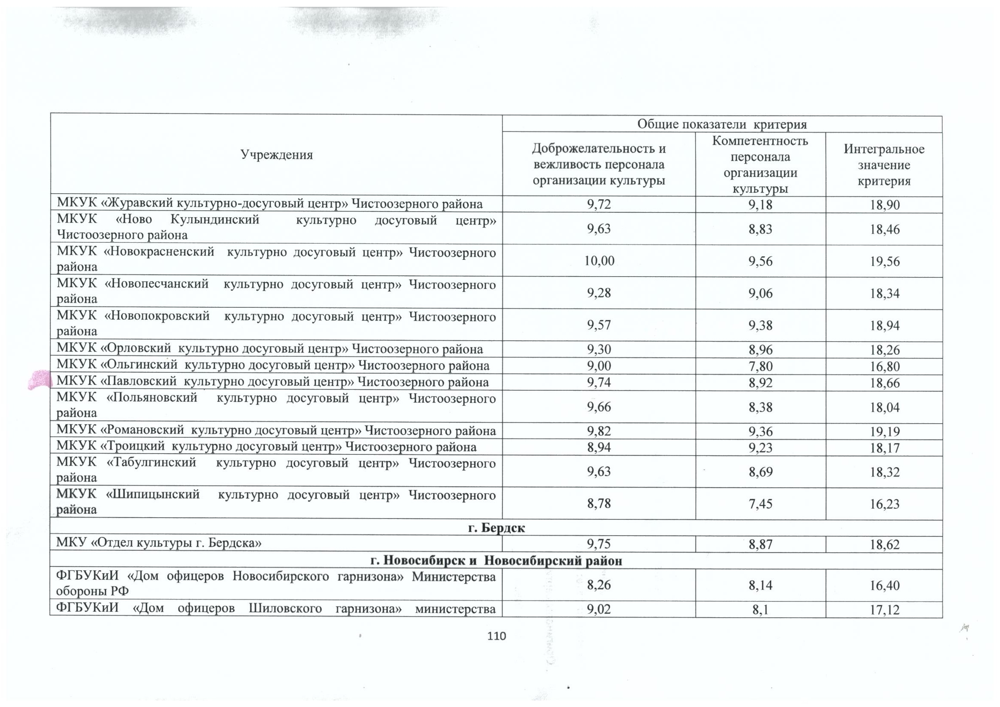 Учреждения
Общие показатели критерия
Доброжелательность и
вежливость персонала
организации культуры
Компетентность
персонала
организации
культуры
Интегральное
значение
критерия
МКУК «Журавский культурно-досуговый центр» Чистоозерного района 9,72 9,18 18,90
МКУК «Ново Кулындинский культурно досуговый центр»
Чистоозерного района 9,63 8,83 18,46
МКУК «Новокрасненский культурно досуговый центр» Чистоозерного
района 10,00 9,56 19,56
МКУК «Новопесчанский культурно досуговый центр» Чистоозерного
района 9,28 9,06 18,34
МКУК «Новопокровский культурно досуговый центр» Чистоозерного
района 9,57 9,38 18,94
МКУК «Орловский культурно досуговый центр» Чистоозерного района 9,30 8,96 18,26
МКУК «Ольгинский культурно досуговый центр» Чистоозерного района 9,00 7,80 16,80
МКУК «Павловский культурно досуговый центр» Чистоозерного района 9,74 8,92 18,66
МКУК «Польяновский культурно досуговый центр» Чистоозерного
района 9,66 8,38 18,04
МКУК «Романовский культурно досуговый центр» Чистоозерного района 9,82 9,36 19,19
МКУК «Троицкий культурно досуговый центр» Чистоозерного района 8,94 9,23 18,17
МКУК «Табулгинский культурно досуговый центр» Чистоозерного
района 9,63 8,69 18,32
МКУК «Шипицынский культурно досуговый центр» Чистоозерного
района 8,78 7,45 16,23
г. Бердск
МКУ «Отдел культуры г. Бердска» 9,75 8,87 18,62
г. Новосибирск и Новосибирский район
ФГБУКиИ «Дом офицеров Новосибирского гарнизона» Министерства
обороны РФ 8,26 8,14 16,40
ФГБУКиИ «Дом офицеров Шиловского гарнизона» министерства 9,02 8,1 17,12
110